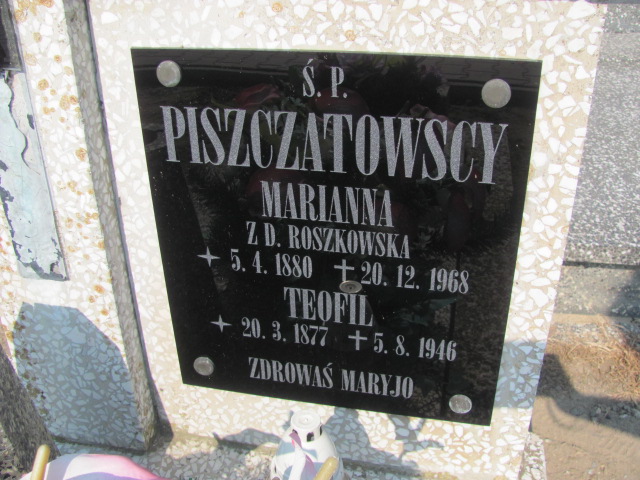 Ś. P.
PISZCZATOWSCY
MARIANNA
Z D. ROSZKOWSKA
5. 4. 1880 20. 12. 1968
TEOFIL
20. 3. 1877 5. 8. 1946
ZDROWAŚ MARYJO